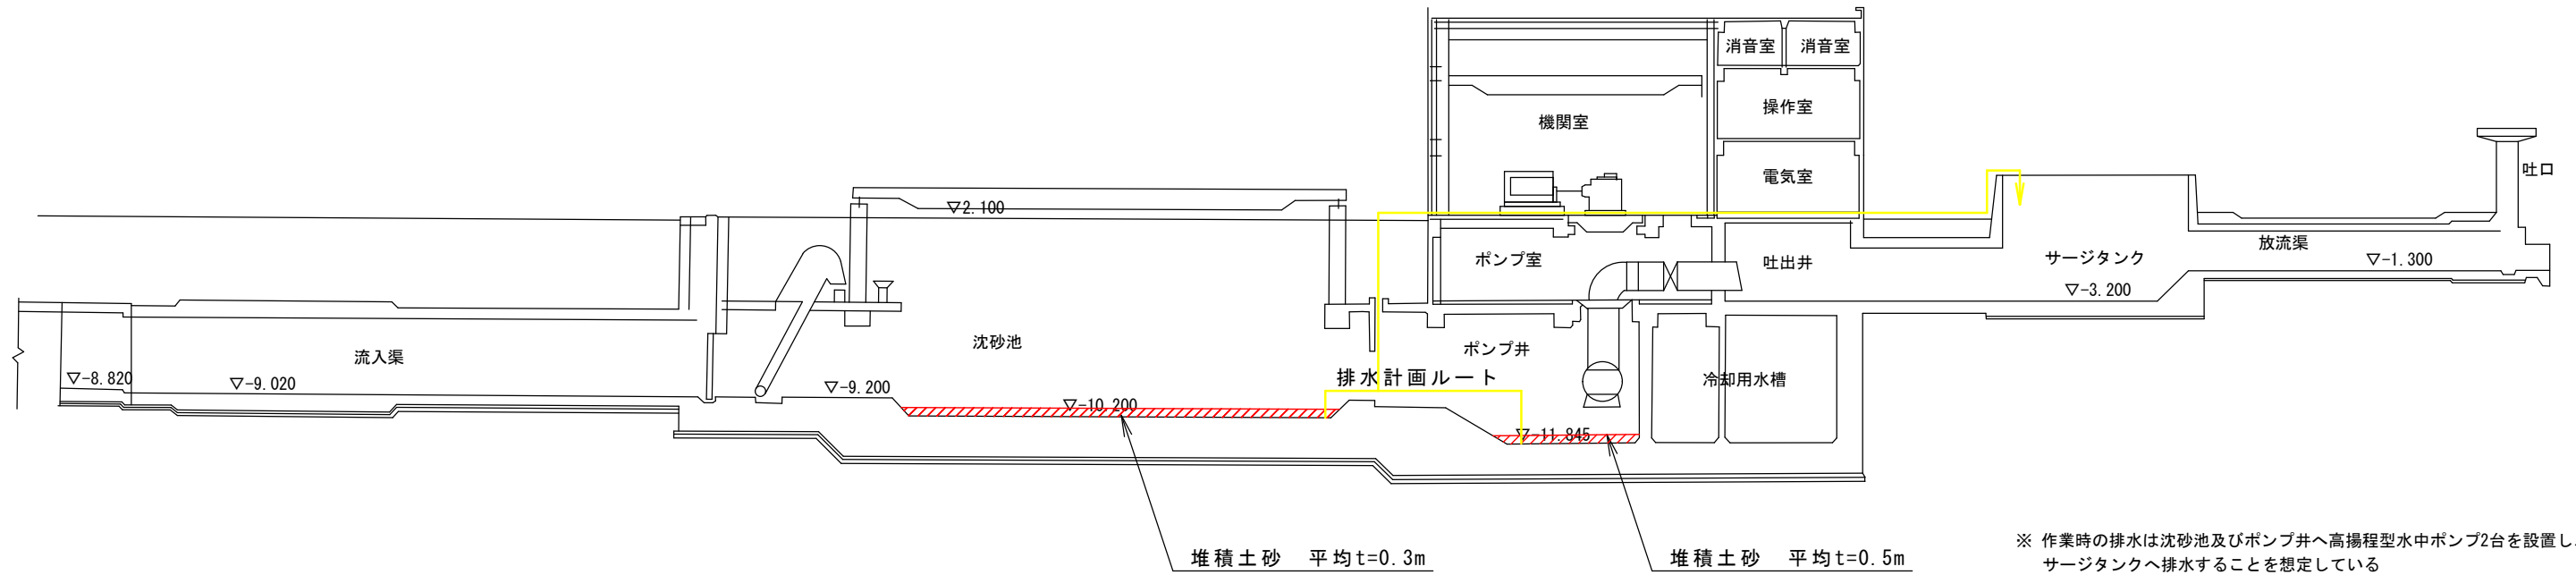 消音室
消音室
操作室
機関室
電気室
吐口
▽2.100
放流渠
ポンプ室
吐出井
サージタンク
▽-1.300
▽-3.200
沈砂池
ポンプ井
流入渠
▽-8.820
▽-9.020
▽-9.200
排水計画ルート
冷却用水槽
▽-10.200
▽-11.845
堆積土砂 平均t=0.3m
堆積土砂 平均t=0.5m
※ 作業時の排水は沈砂池及びポンプ井へ高揚程型水中ポンプ2台を設置し
サージタンクへ排水することを想定している